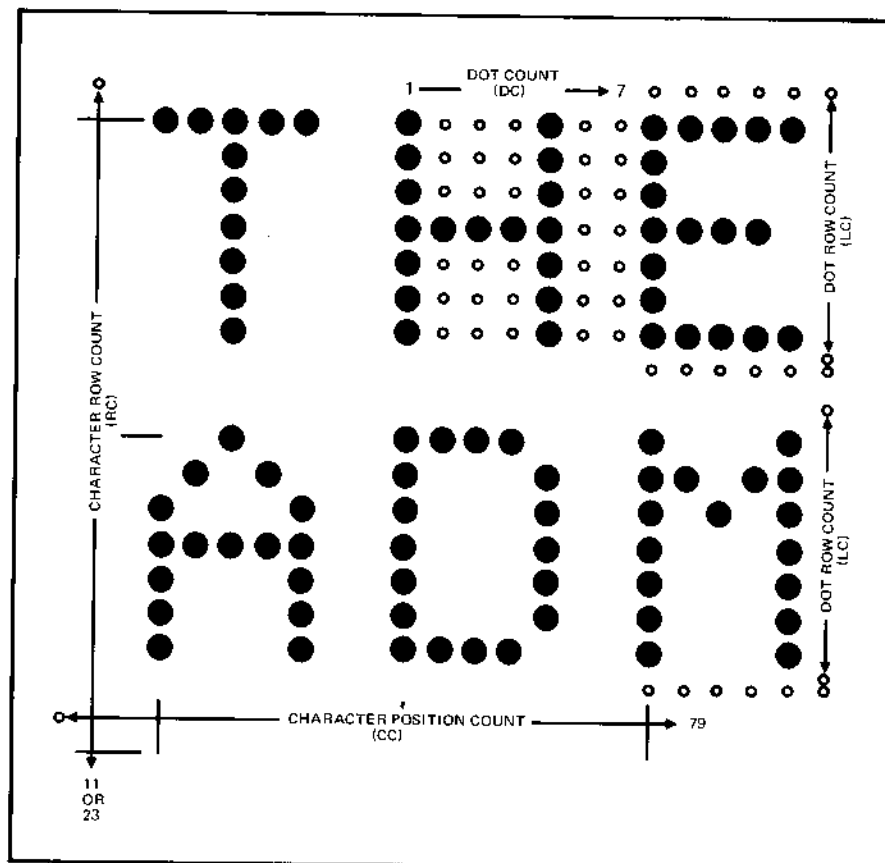 DOT COUNT
(DC)
1 7
THE
CHARACTER ROW COUNT
(RC)
DOT ROW COUNT
(LC)
ADM
DOT ROW COUNT
(LC)
CHARACTER POSITION COUNT
(CC)
79
11
OR
23